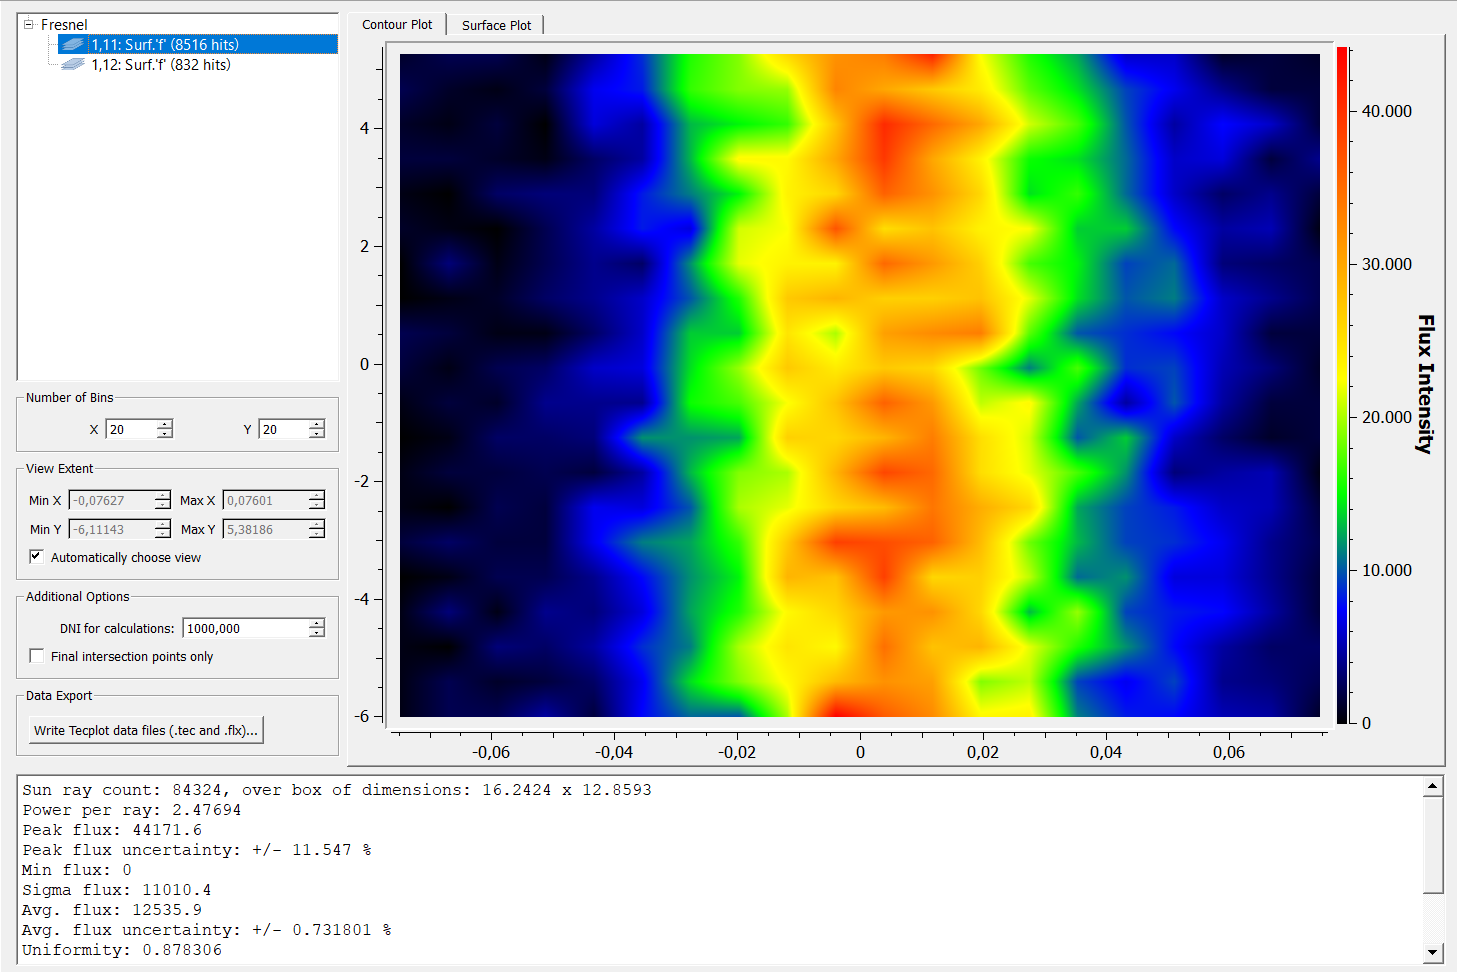 Fresnel
1,11: Surf.'f' (8516 hits)
1,12: Surf.'f' (832 hits)
Number of Bins
X 20 Y 20
View Extent
Min X -0,07627 Max X 0,07601
Min Y -6,11143 Max Y 5,38186
Automatically choose view
Additional Options
DNI for calculations: 1000,000
Final intersection points only
Data Export
Write Tecplot data files (.tec and .flx)...
Contour Plot Surface Plot
4
2
0
-2
-4
-6
-0,06 -0,04 -0,02 0 0,02 0,04 0,06
40.000
30.000
20.000
10.000
0
Flux Intensity
Sun ray count: 84324, over box of dimensions: 16.2424 x 12.8593
Power per ray: 2.47694
Peak flux: 44171.6
Peak flux uncertainty: +/- 11.547 %
Min flux: 0
Sigma flux: 11010.4
Avg. flux: 12535.9
Avg. flux uncertainty: +/- 0.731801 %
Uniformity: 0.878306